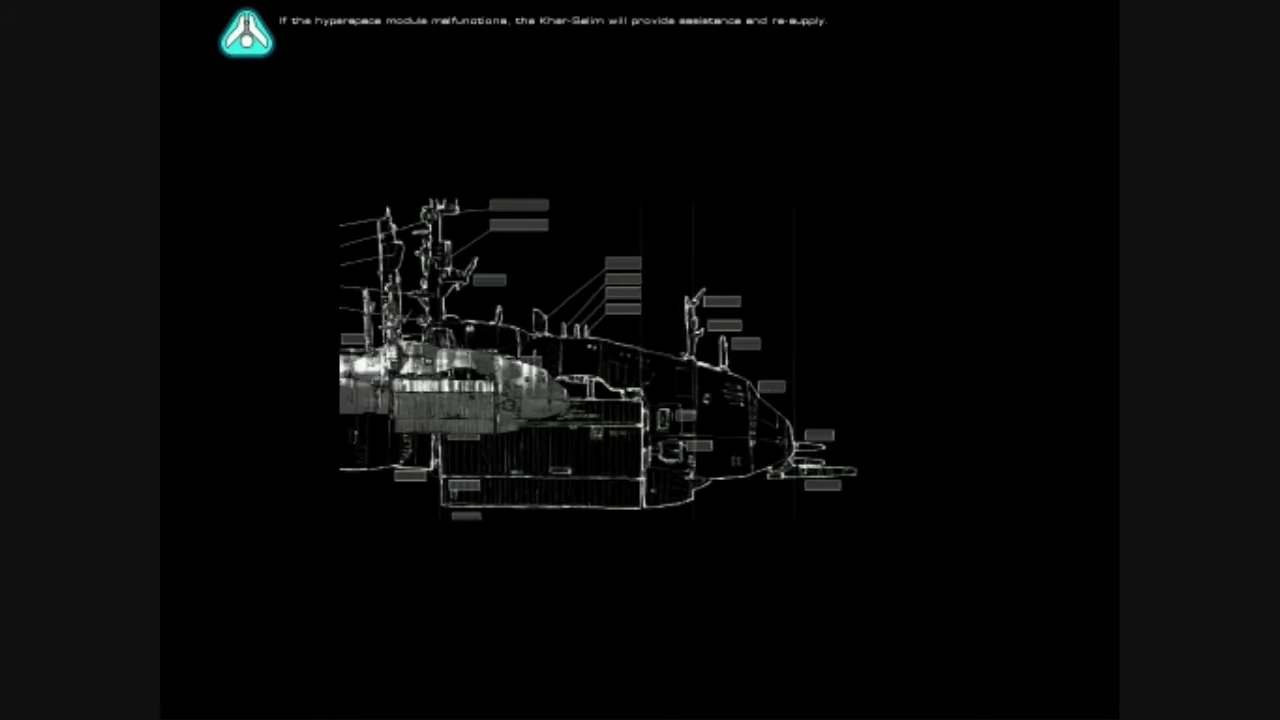 If the hyperspace module malfunctions, the Khar-Selim will provide assistance and re-supply.